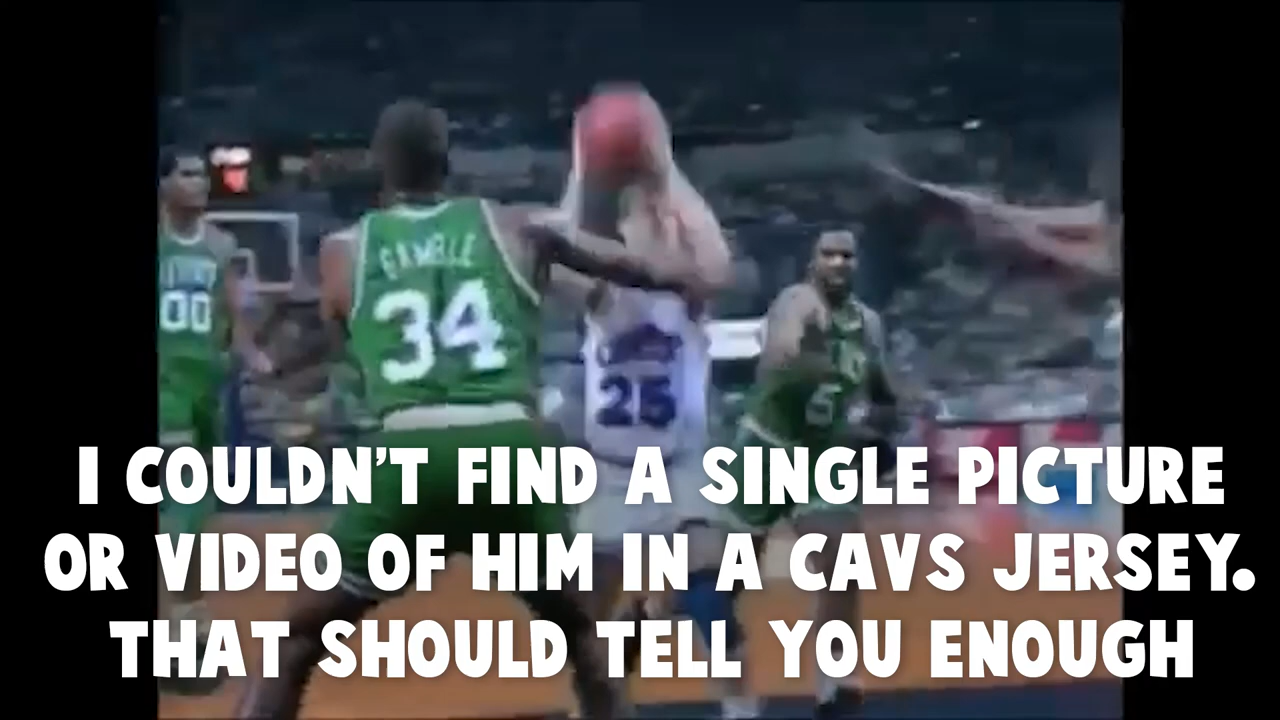 GAMBLE
34
00
25
5
I COULDN'T FIND A SINGLE PICTURE
OR VIDEO OF HIM IN A CAVS JERSEY.
THAT SHOULD TELL YOU ENOUGH